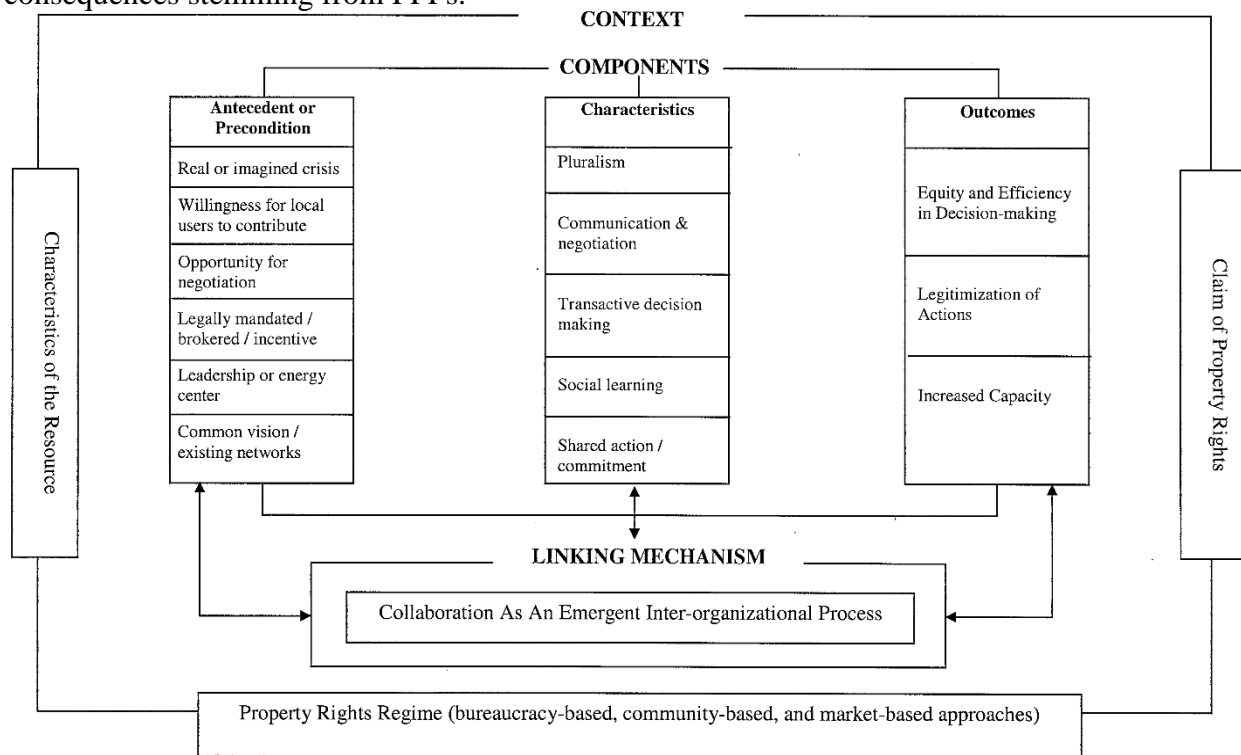 consequences stemming from PPPs.
CONTEXT
COMPONENTS
Antecedent or
Precondition
Real or imagined crisis
Willingness for local
users to contribute
Opportunity for
negotiation
Legally mandated /
brokered / incentive
Leadership or energy
center
Common vision /
existing networks
Characteristics
Pluralism
Communication &
negotiation
Transactive decision
making
Social learning
Shared action /
commitment
Outcomes
Equity and Efficiency
in Decision-making
Legitimization of
Actions
Increased Capacity
Characteristics of the Resource
Claim of Property Rights
LINKING MECHANISM
Collaboration As An Emergent Inter-organizational Process
Property Rights Regime (bureaucracy-based, community-based, and market-based approaches)